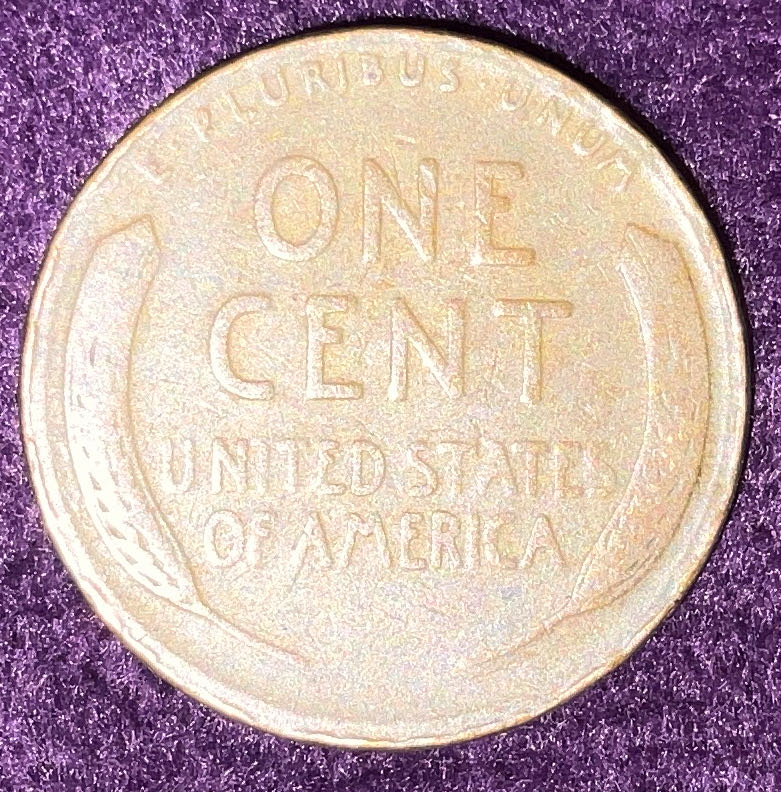 E · PLURIBUS · UNUM
ONE
CENT
UNITED STATES
OF AMERICA